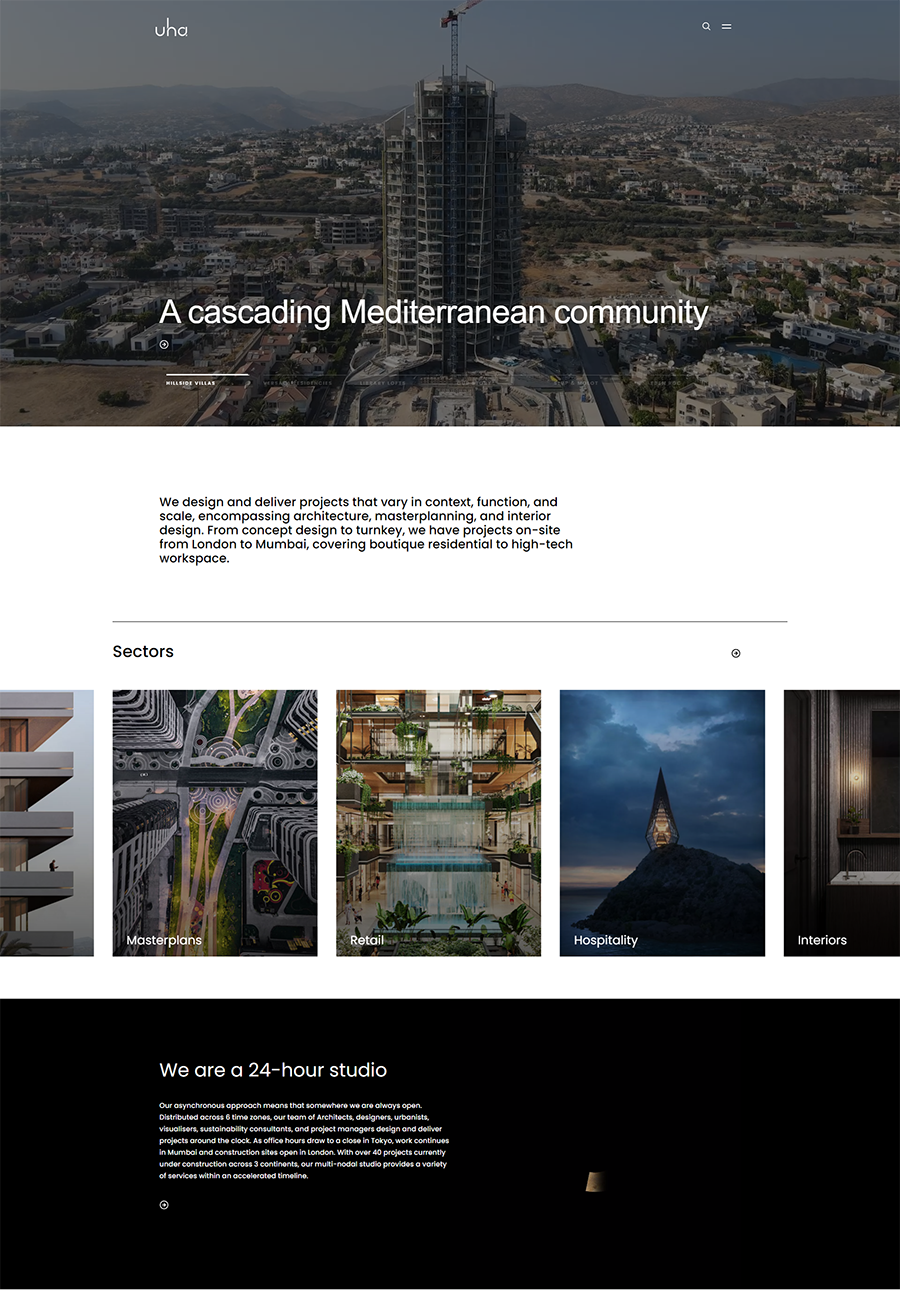 uha
A cascading Mediterranean community
HILLSIDE VILLAS
We design and deliver projects that vary in context, function, and
scale, encompassing architecture, masterplanning, and interior
design. From concept design to turnkey, we have projects on-site
from London to Mumbai, covering boutique residential to high-tech
workspace.
Sectors
Masterplans
Retail
Hospitality
Interiors
We are a 24-hour studio
Our asynchronous approach means that somewhere we are always open.
Distributed across 6 time zones, our team of Architects, designers, urbanists,
visualisers, sustainability consultants, and project managers design and deliver
projects around the clock. As office hours draw to a close in Tokyo, work continues
in Mumbai and construction sites open in London. With over 40 projects currently
under construction across 3 continents, our multi-nodal studio provides a variety
of services within an accelerated timeline.